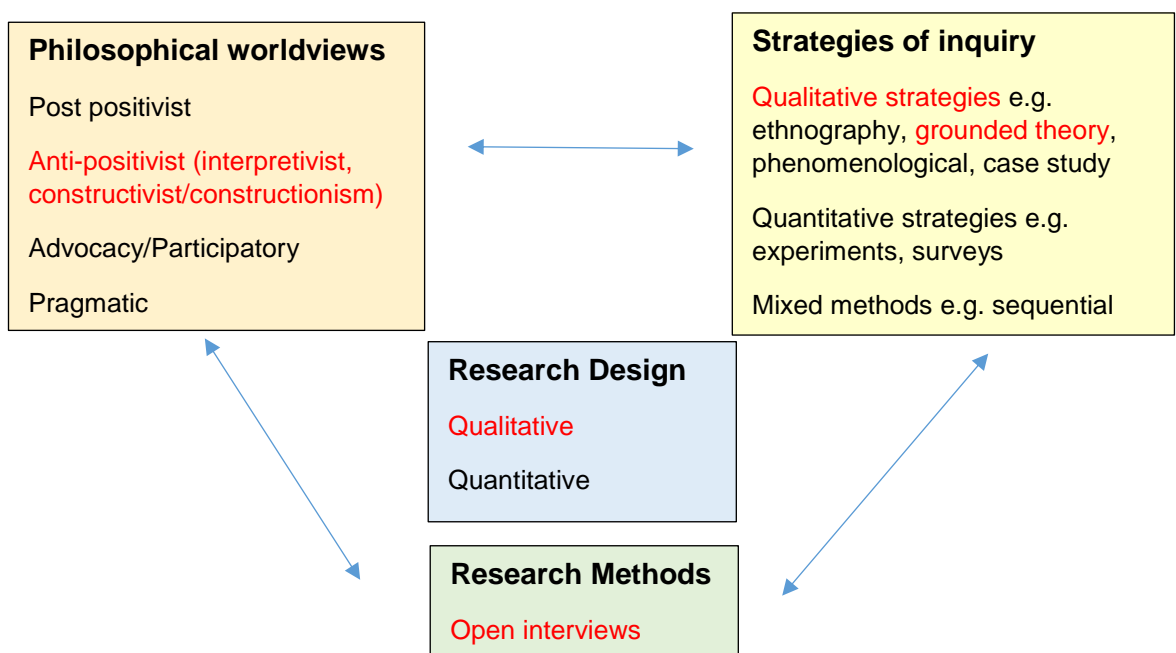 Philosophical worldviews
Post positivist
Anti-positivist (interpretivist,
constructivist/constructionism)
Advocacy/Participatory
Pragmatic
Strategies of inquiry
Qualitative strategies e.g.
ethnography, grounded theory,
phenomenological, case study
Quantitative strategies e.g.
experiments, surveys
Mixed methods e.g. sequential
Research Design
Qualitative
Quantitative
Research Methods
Open interviews